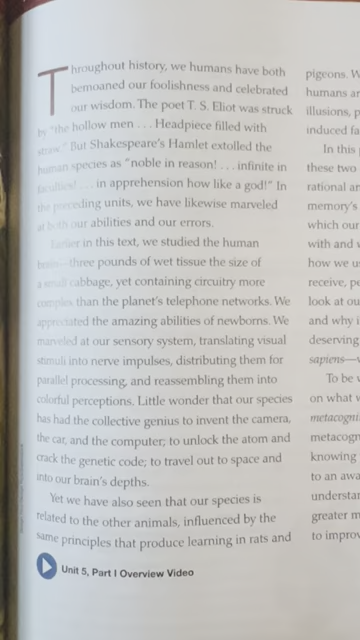 Throughout history, we humans have both
bemoaned our foolishness and celebrated
our wisdom. The poet T. S. Eliot was struck
by "the hollow men . . . Headpiece filled with
straw." But Shakespeare's Hamlet extolled the
human species as "noble in reason! . . . infinite in
faculties! . . . in apprehension how like a god!" In
the preceding units, we have likewise marveled
at both our abilities and our errors.
Earlier in this text, we studied the human
brain—three pounds of wet tissue the size of
a small cabbage, yet containing circuitry more
complex than the planet's telephone networks. We
appreciated the amazing abilities of newborns. We
marveled at our sensory system, translating visual
stimuli into nerve impulses, distributing them for
parallel processing, and reassembling them into
colorful perceptions. Little wonder that our species
has had the collective genius to invent the camera,
the car, and the computer; to unlock the atom and
crack the genetic code; to travel out to space and
into our brain's depths.
Yet we have also seen that our species is
related to the other animals, influenced by the
same principles that produce learning in rats and
Unit 5, Part I Overview Video
pigeons. W
humans ar
illusions, p
induced fa
In this
these two
rational an
memory's
which our
with and v
how we u
receive, pe
look at ou
and why i
deserving
sapiens—v
To be v
on what v
metacogni
metacogn
knowing
to an awa
understan
greater m
to improv